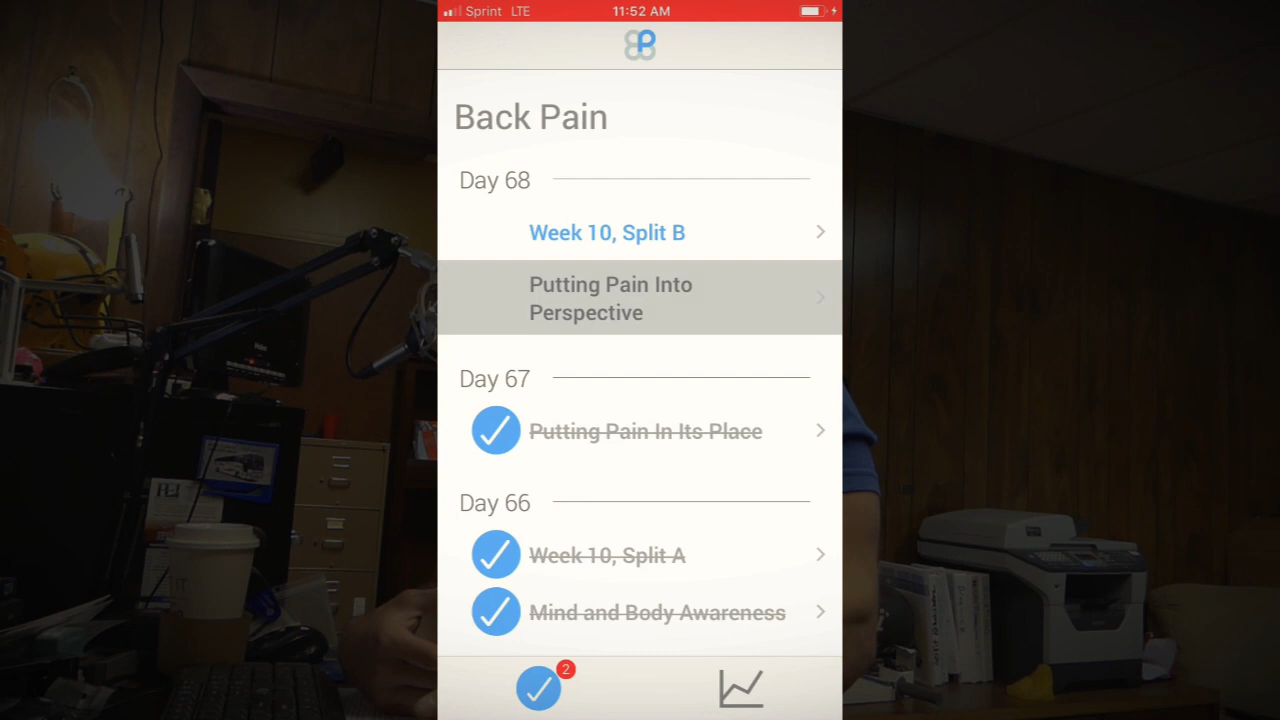 Sprint LTE 11:52 AM
Back Pain
Day 68
Week 10, Split B
Putting Pain Into
Perspective
Day 67
Putting Pain In Its Place
Day 66
Week 10, Split A
Mind and Body Awareness
2